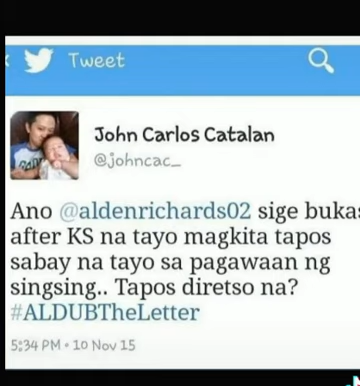 Tweet
John Carlos Catalan
@johncac_
Ano @aldenrichards02 sige bukas
after KS na tayo magkita tapos
sabay na tayo sa pagawaan ng
singsing.. Tapos diretso na?
#ALDUBTheLetter
5:34 PM • 10 Nov 15